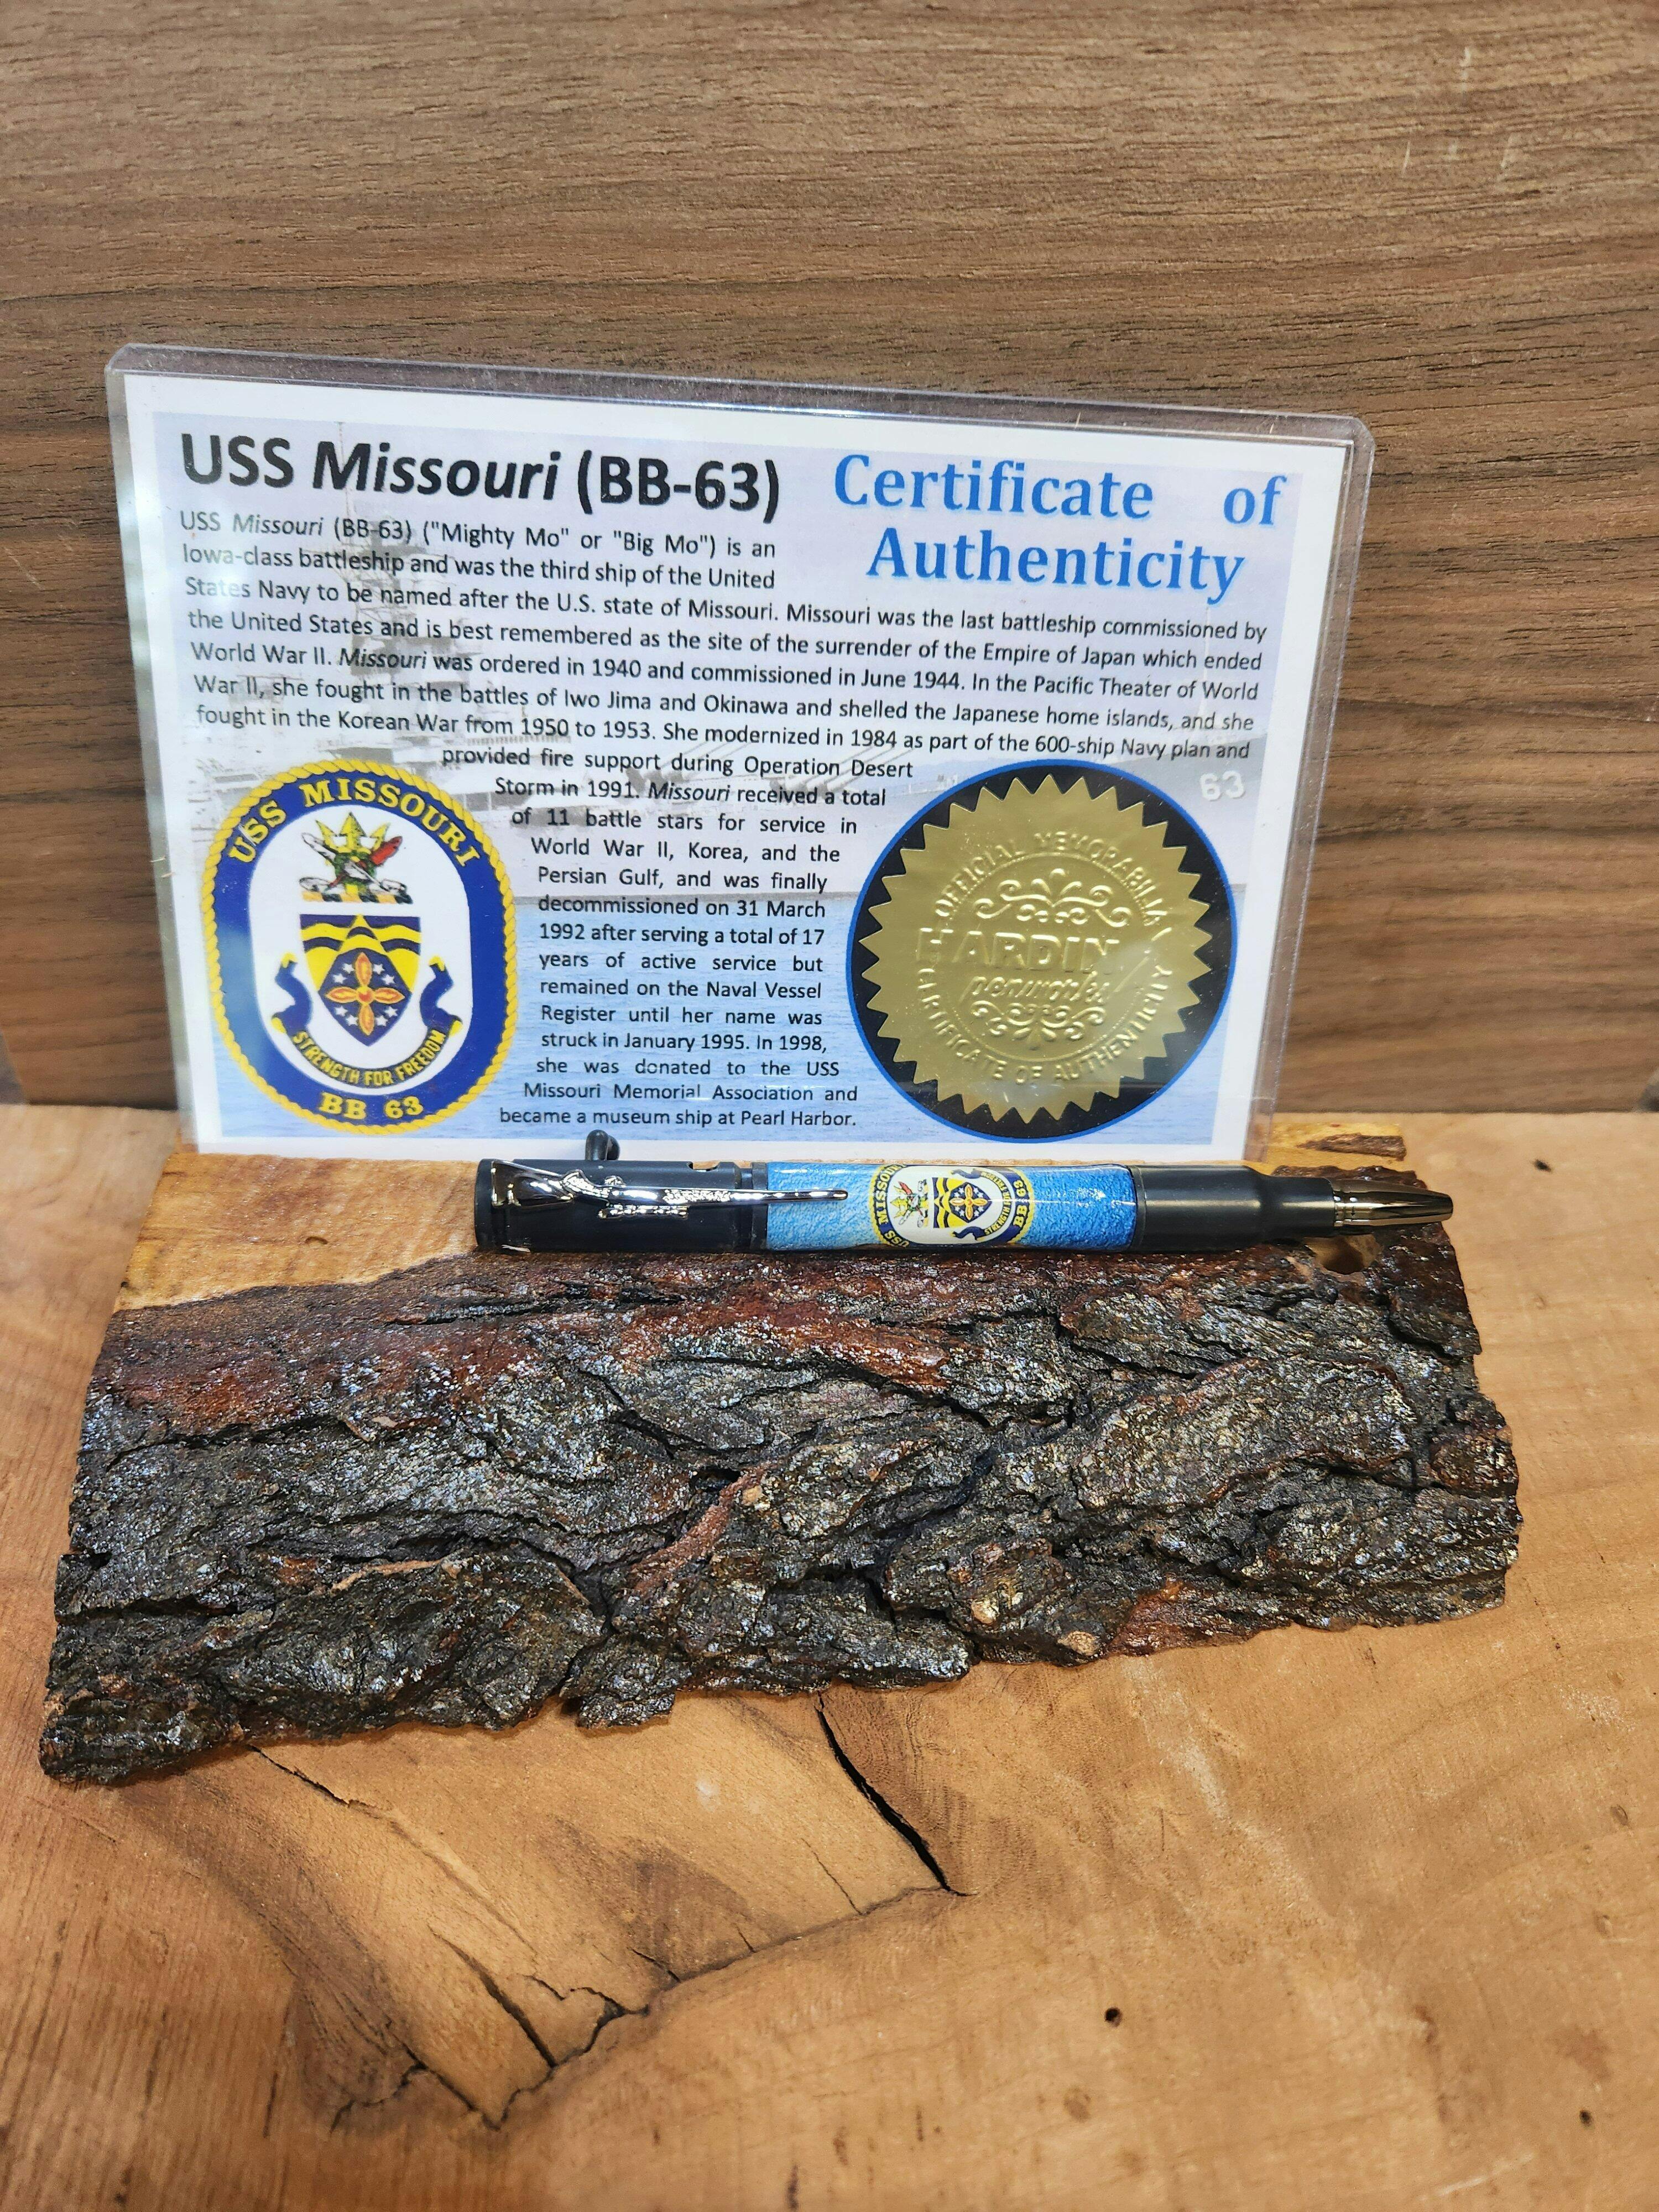 USS Missouri (BB-63)
Certificate of
Authenticity
USS Missouri (BB-63) ("Mighty Mo" or "Big Mo") is an
Iowa-class battleship and was the third ship of the United
States Navy to be named after the U.S. state of Missouri. Missouri was the last battleship commissioned by
the United States and is best remembered as the site of the surrender of the Empire of Japan which ended
World War II. Missouri was ordered in 1940 and commissioned in June 1944. In the Pacific Theater of World
War II, she fought in the battles of Iwo Jima and Okinawa and shelled the Japanese home islands, and she
fought in the Korean War from 1950 to 1953. She modernized in 1984 as part of the 600-ship Navy plan and
provided fire support during Operation Desert
Storm in 1991. Missouri received a total
of 11 battle stars for service in
World War II, Korea, and the
Persian Gulf, and was finally
decommissioned on 31 March
1992 after serving a total of 17
years of active service but
remained on the Naval Vessel
Register until her name was
struck in January 1995. In 1998,
she was donated to the USS
Missouri Memorial Association and
became a museum ship at Pearl Harbor.
USS MISSOURI
STRENGTH FOR FREEDOM
BB 63
63
OFFICIAL MEMORABILIA
HARDIN
penworks
CERTIFICATE OF AUTHENTICITY
USS MISSOURI
STRENGTH FOR FREEDOM
BB 63